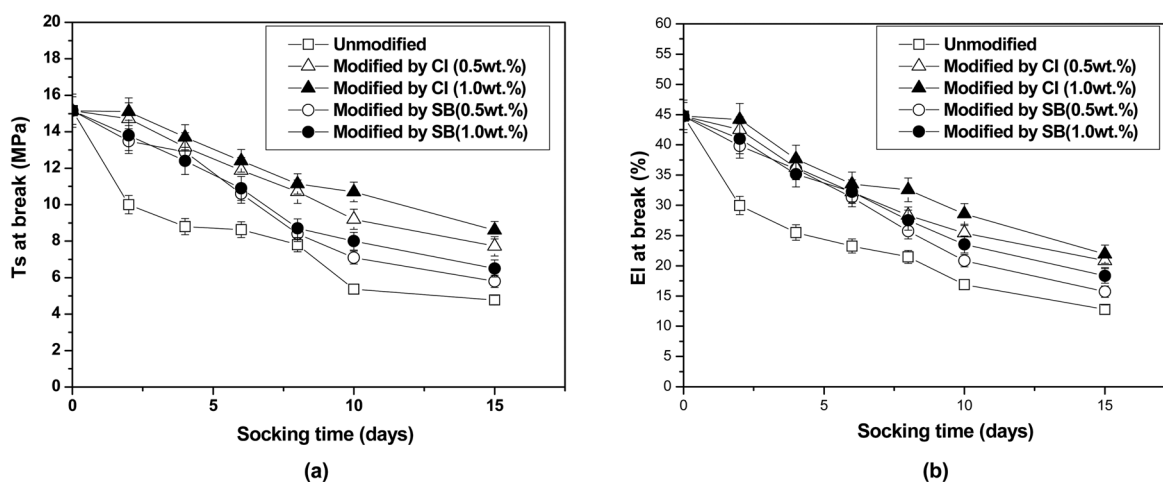 20
18
16
14
12
10
8
6
4
2
0
Ts at break (MPa)
Unmodified
Modified by CI (0.5wt.%)
Modified by CI (1.0wt.%)
Modified by SB(0.5wt.%)
Modified by SB(1.0wt.%)
0 5 10 15
Socking time (days)
(a)
60
55
50
45
40
35
30
25
20
15
10
5
0
EI at break (%)
Unmodified
Modified by CI (0.5wt.%)
Modified by CI (1.0wt.%)
Modified by SB(0.5wt.%)
Modified by SB(1.0wt.%)
0 5 10 15
Socking time (days)
(b)